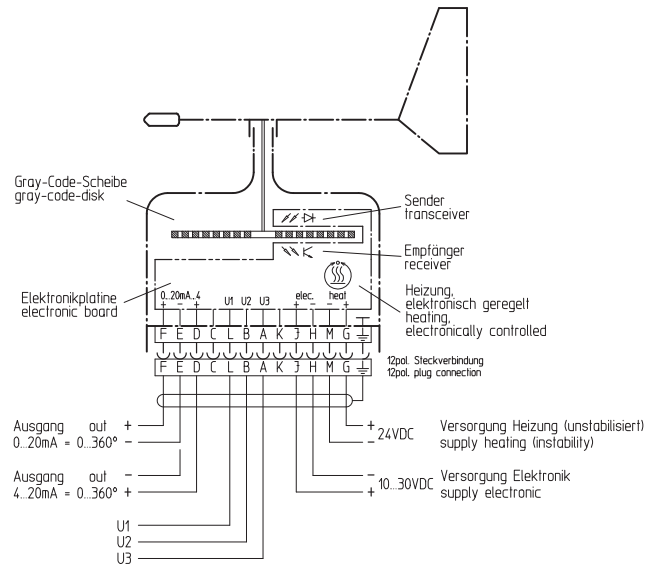 Gray-Code-Scheibe
gray-code-disk
Sender
transceiver
Empfänger
receiver
Elektronikplatine
electronic board
0...20mA...4
+ - +
U1 U2 U3
elec.
+ -
heat
- +
Heizung,
elektronisch geregelt
heating,
electronically controlled
F E D C L B A K J H M G
12pol. Steckverbindung
12pol. plug connection
F E D C L B A K J H M G
Ausgang out +
0...20mA = 0...360° -
Ausgang out -
4...20mA = 0...360° +
U1
U2
U3
+
24VDC
-
Versorgung Heizung (unstabilisiert)
supply heating (instability)
-
10...30VDC
+
Versorgung Elektronik
supply electronic